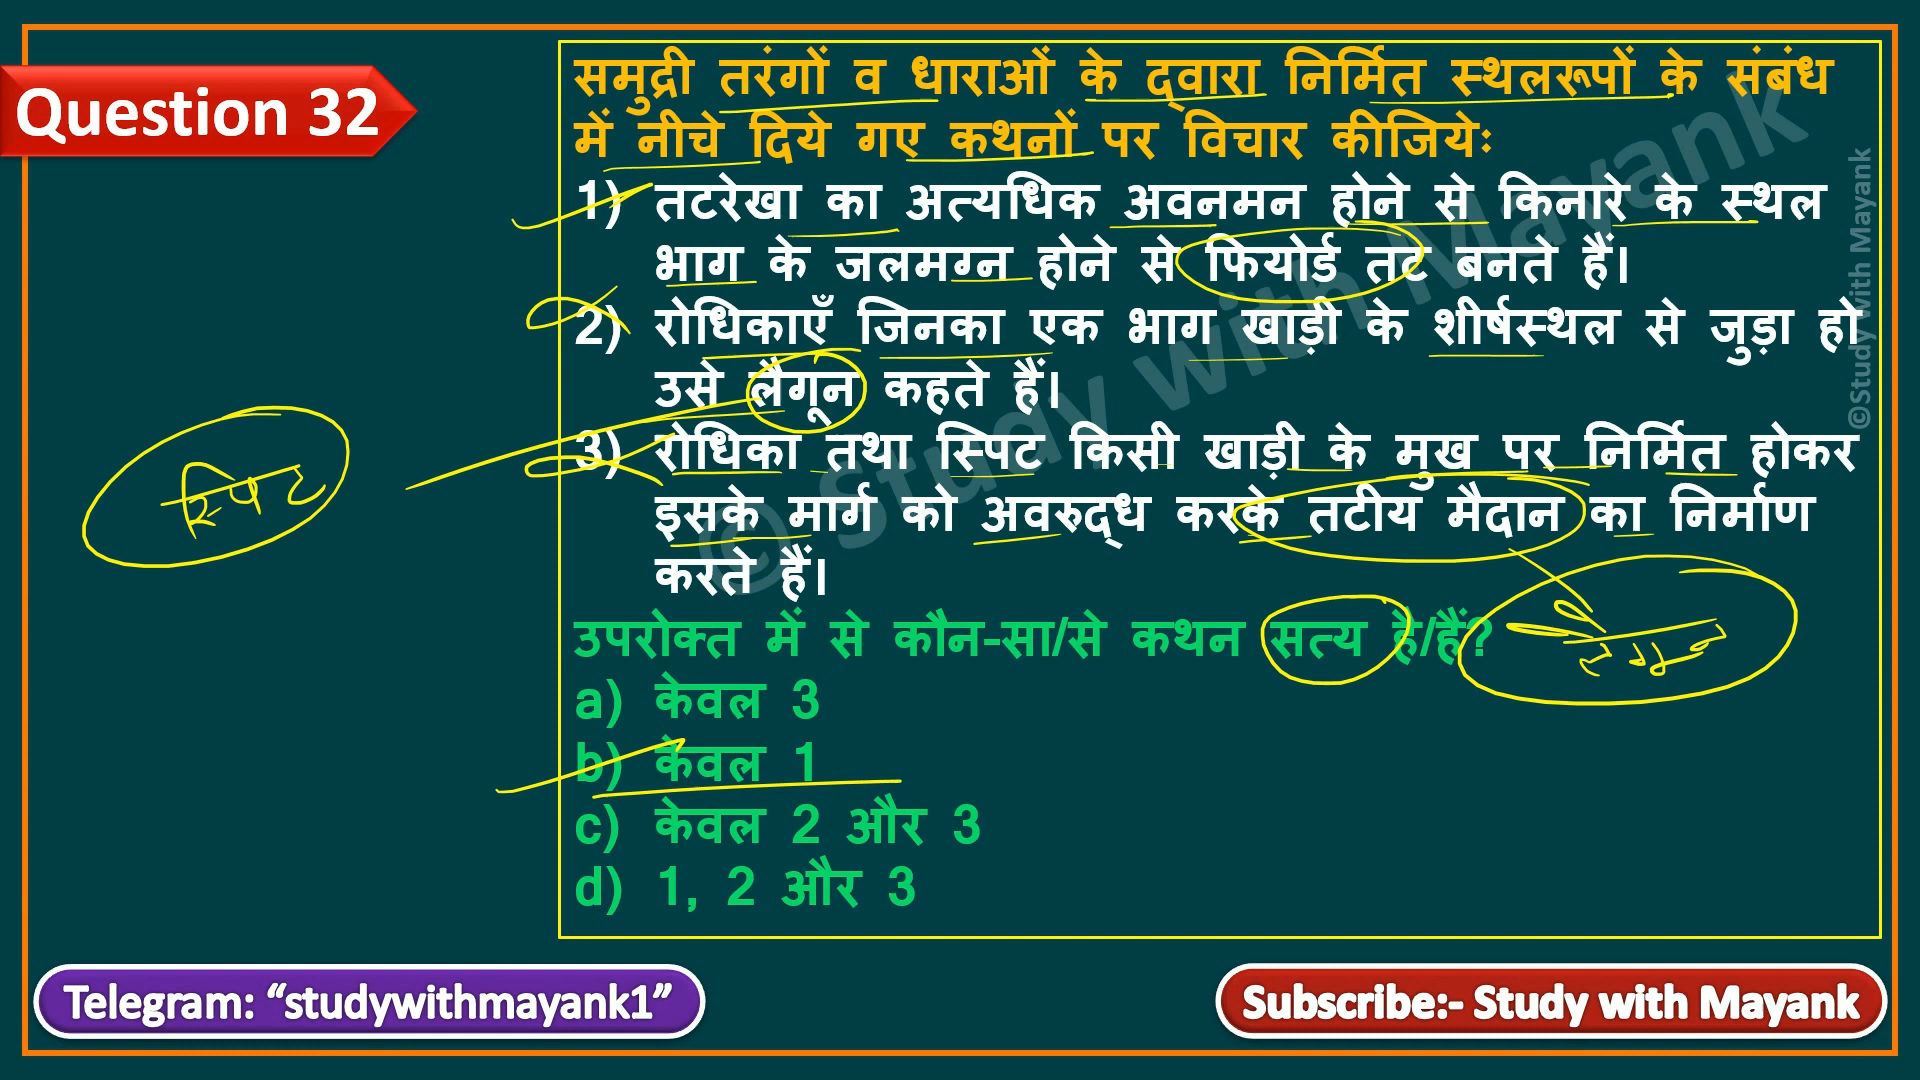 Question 32
समुद्री तरंगों व धाराओं के द्वारा निर्मित स्थलरूपों के संबंध
में नीचे दिये गए कथनों पर विचार कीजियेः
1) तटरेखा का अत्यधिक अवनमन होने से किनारे के स्थल
भाग के जलमग्न होने से फियोर्ड तट बनते हैं।
2) रोधिकाएँ जिनका एक भाग खाड़ी के शीर्षस्थल से जुड़ा हो
उसे लैगून कहते हैं।
3) रोधिका तथा स्पिट किसी खाड़ी के मुख पर निर्मित होकर
इसके मार्ग को अवरुद्ध करके तटीय मैदान का निर्माण
करते हैं।
उपरोक्त में से कौन-सा/से कथन सत्य है/हैं?
a) केवल 3
b) केवल 1
c) केवल 2 और 3
d) 1, 2 और 3
स्पिट
© Study with Mayank
©Study with Mayank
Telegram: “studywithmayank1”
Subscribe:- Study with Mayank